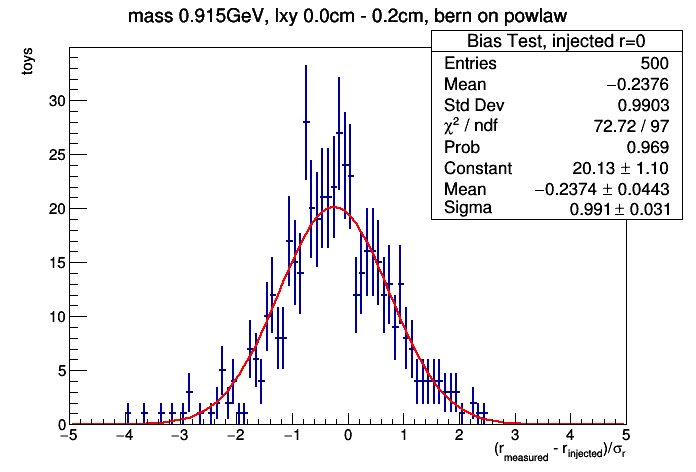 mass 0.915GeV, lxy 0.0cm - 0.2cm, bern on powlaw
Bias Test, injected r=0
Entries 500
Mean −0.2376
Std Dev 0.9903
χ² / ndf 72.72 / 97
Prob 0.969
Constant 20.13 ± 1.10
Mean −0.2374 ± 0.0443
Sigma 0.991 ± 0.031
toys
30
25
20
15
10
5
0
−5 −4 −3 −2 −1 0 1 2 3 4 5
(r_measured - r_injected)/σ_r